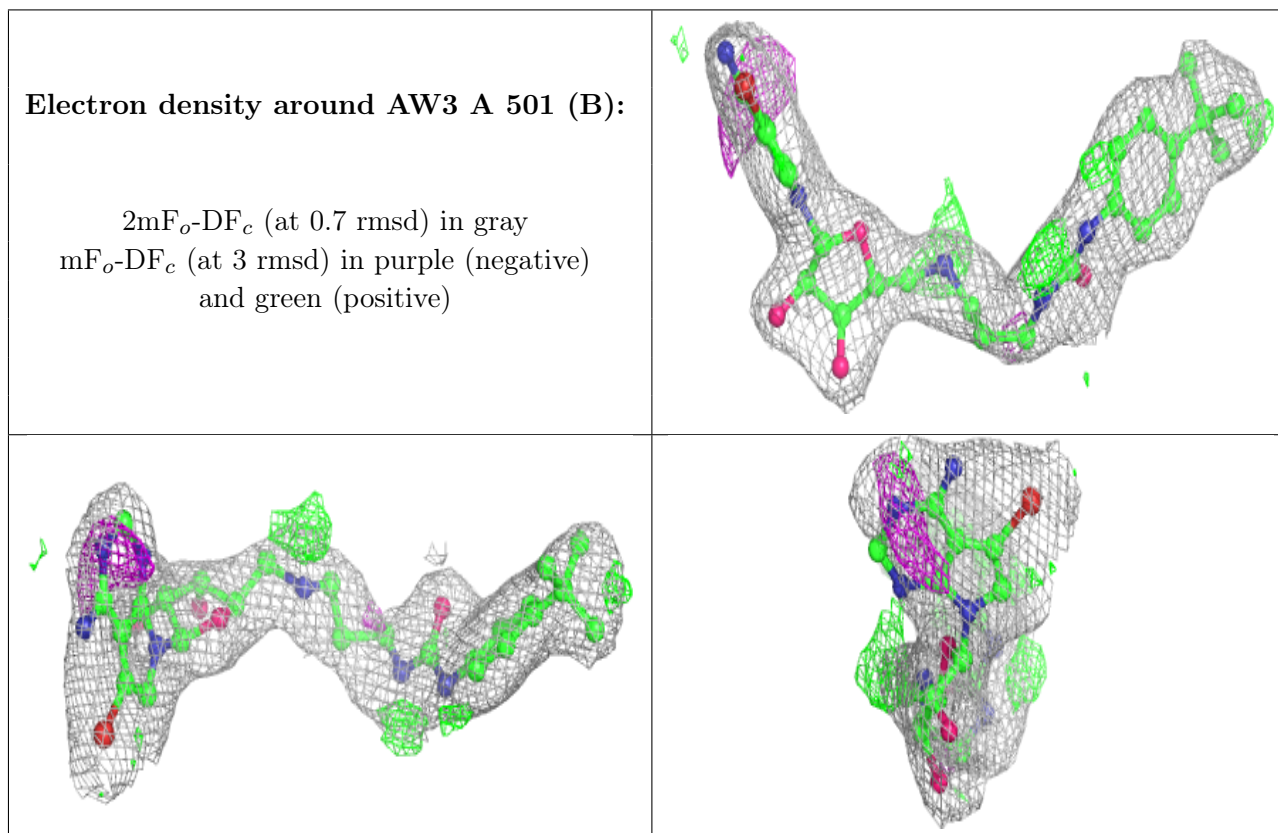 Electron density around AW3 A 501 (B):
2mFₒ-DF𝒸 (at 0.7 rmsd) in gray
mFₒ-DF𝒸 (at 3 rmsd) in purple (negative)
and green (positive)